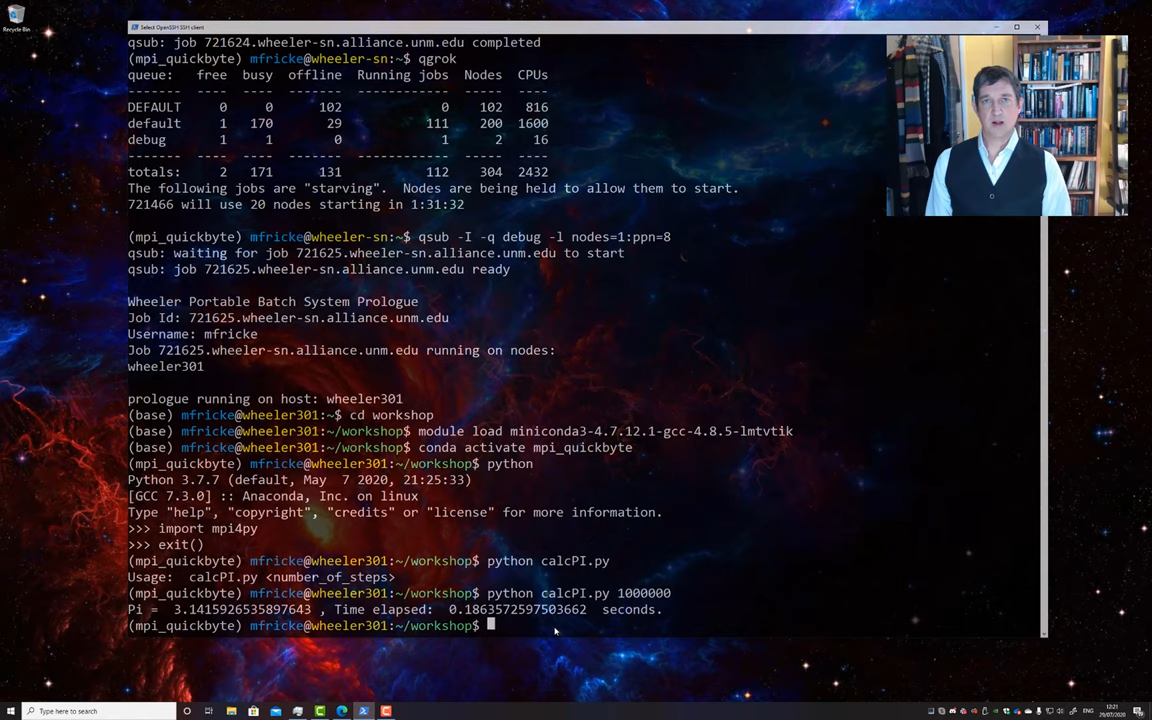 Recycle Bin
Select OpenSSH SSH client
qsub: job 721624.wheeler-sn.alliance.unm.edu completed
(mpi_quickbyte) mfricke@wheeler-sn:~$ qgrok
queue: free busy offline Running jobs Nodes CPUs
------- ---- ---- ------- ------------ ----- ----
DEFAULT 0 0 102 0 102 816
default 1 170 29 111 200 1600
debug 1 1 0 1 2 16
------- ---- ---- ------- ------------ ----- ----
totals: 2 171 131 112 304 2432
The following jobs are "starving". Nodes are being held to allow them to start.
721466 will use 20 nodes starting in 1:31:32
(mpi_quickbyte) mfricke@wheeler-sn:~$ qsub -I -q debug -l nodes=1:ppn=8
qsub: waiting for job 721625.wheeler-sn.alliance.unm.edu to start
qsub: job 721625.wheeler-sn.alliance.unm.edu ready
Wheeler Portable Batch System Prologue
Job Id: 721625.wheeler-sn.alliance.unm.edu
Username: mfricke
Job 721625.wheeler-sn.alliance.unm.edu running on nodes:
wheeler301
prologue running on host: wheeler301
(base) mfricke@wheeler301:~$ cd workshop
(base) mfricke@wheeler301:~/workshop$ module load miniconda3-4.7.12.1-gcc-4.8.5-lmtvtik
(base) mfricke@wheeler301:~/workshop$ conda activate mpi_quickbyte
(mpi_quickbyte) mfricke@wheeler301:~/workshop$ python
Python 3.7.7 (default, May  7 2020, 21:25:33)
[GCC 7.3.0] :: Anaconda, Inc. on linux
Type "help", "copyright", "credits" or "license" for more information.
>>> import mpi4py
>>> exit()
(mpi_quickbyte) mfricke@wheeler301:~/workshop$ python calcPI.py
Usage:  calcPI.py <number_of_steps>
(mpi_quickbyte) mfricke@wheeler301:~/workshop$ python calcPI.py 1000000
Pi =  3.1415926535897643 , Time elapsed:  0.1863572597503662  seconds.
(mpi_quickbyte) mfricke@wheeler301:~/workshop$
Type here to search
ENG
12:21
29/07/2020